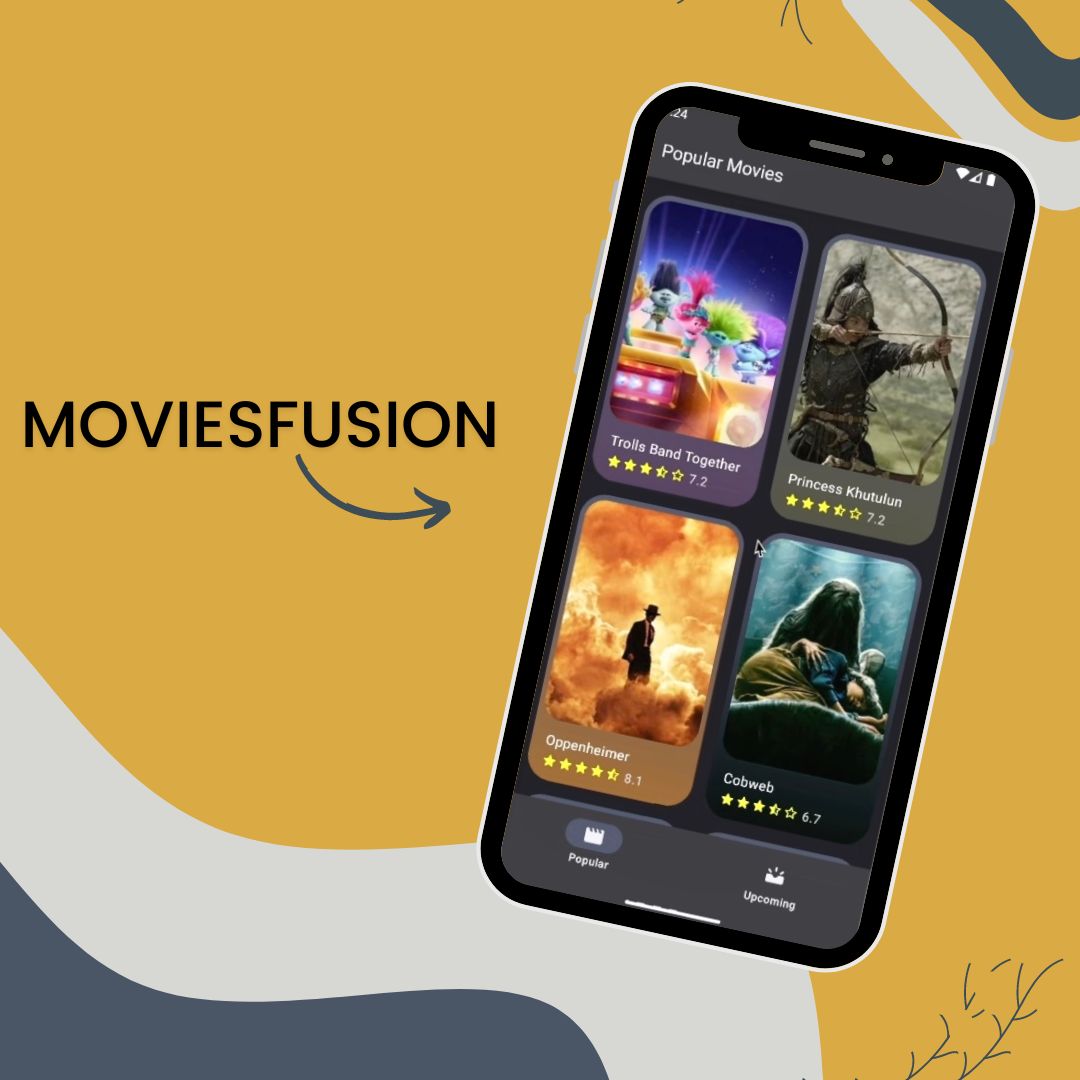 :24
Popular Movies
MOVIESFUSION
Trolls Band Together
7.2
Princess Khutulun
7.2
Oppenheimer
8.1
Cobweb
6.7
Popular
Upcoming